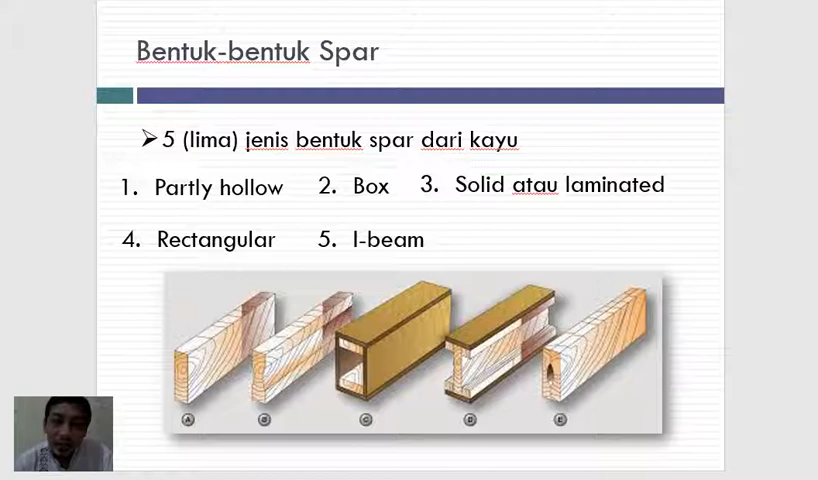 Bentuk-bentuk Spar
5 (lima) jenis bentuk spar dari kayu
1. Partly hollow 2. Box 3. Solid atau laminated
4. Rectangular 5. I-beam
A B C D E